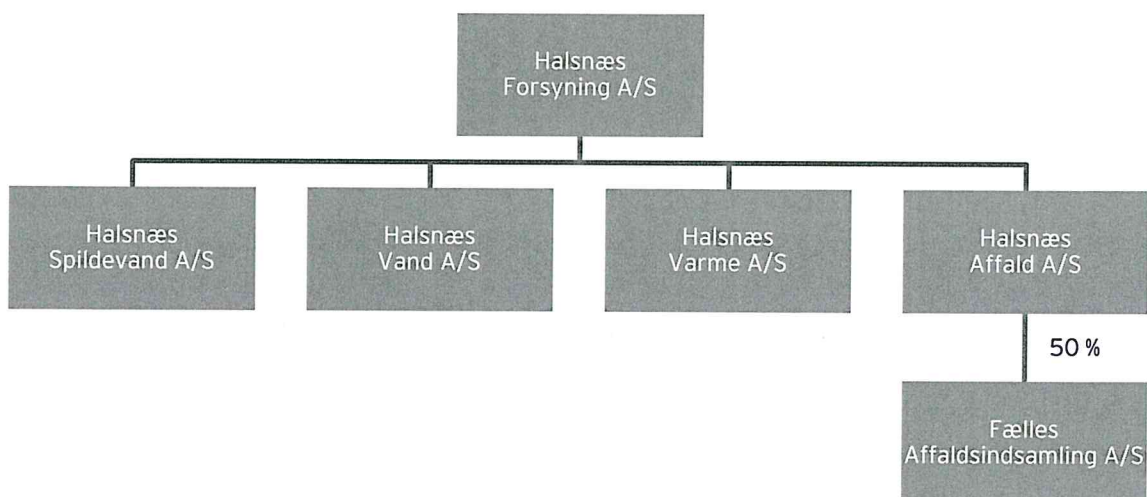 Halsnæs
Forsyning A/S
Halsnæs
Spildevand A/S
Halsnæs
Vand A/S
Halsnæs
Varme A/S
Halsnæs
Affald A/S
50 %
Fælles
Affaldsindsamling A/S